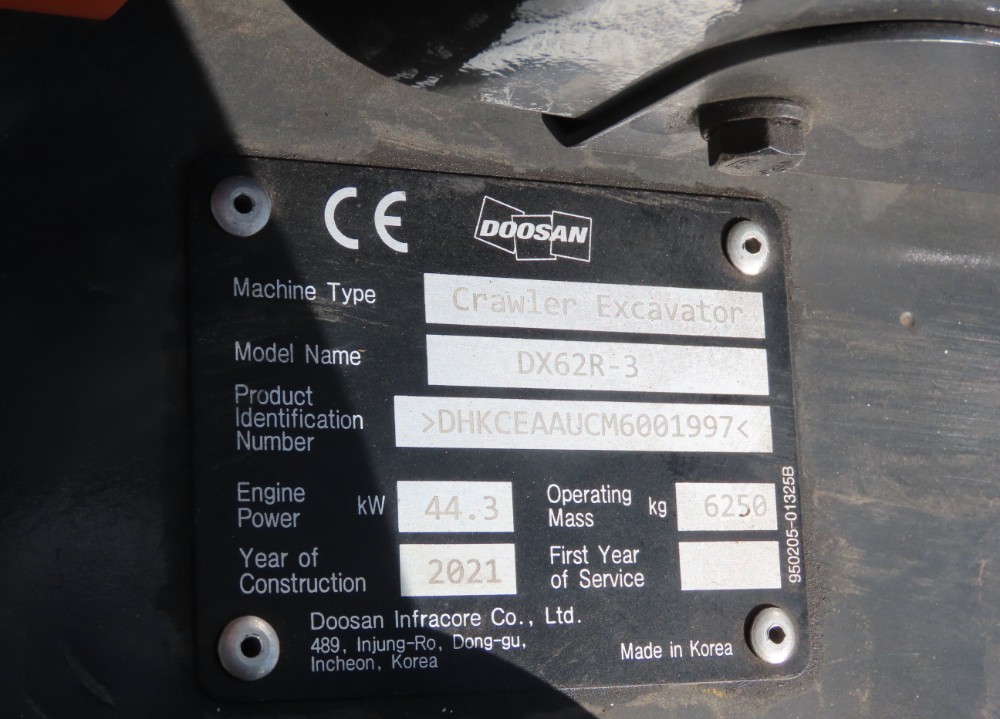 CE DOOSAN
Machine Type Crawler Excavator
Model Name DX62R-3
Product
Identification >DHKCEAAUCM6001997<
Number
Engine Power kW 44.3 Operating Mass kg 6250
Year of Construction 2021 First Year of Service
950205-01325B
Doosan Infracore Co., Ltd.
489, Injung-Ro, Dong-gu,
Incheon, Korea
Made in Korea